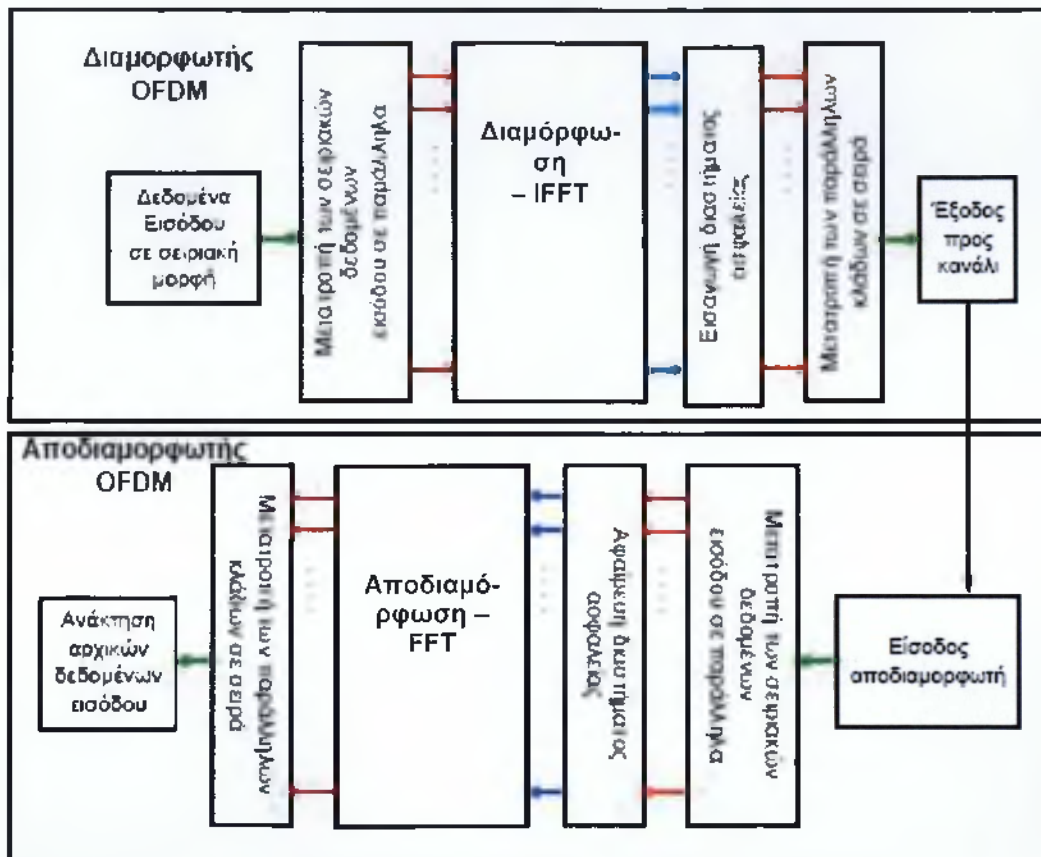 Διαμορφωτής
OFDM
Δεδομένα
Εισόδου
σε σειριακή
μορφή
Μετατροπή των σειριακών
δεδομένων
εισόδου σε παράλληλα
Διαμόρφω-
ση
– IFFT
Εισαγωγή διαστήματος
ασφαλείας
Μετατροπή των παράλληλων
κλάδων σε σειρά
Έξοδος
προς
κανάλι
Αποδιαμορφωτής
OFDM
Ανάκτηση
αρχικών
δεδομένων
εισόδου
Μετατροπή των παράλληλων
κλάδων σε σειρά
Αποδιαμό-
ρφωση –
FFT
Αφαίρεση διαστήματος
ασφαλείας
Μετατροπή των σειριακών
δεδομένων
εισόδου σε παράλληλα
Είσοδος
αποδιαμορφωτή